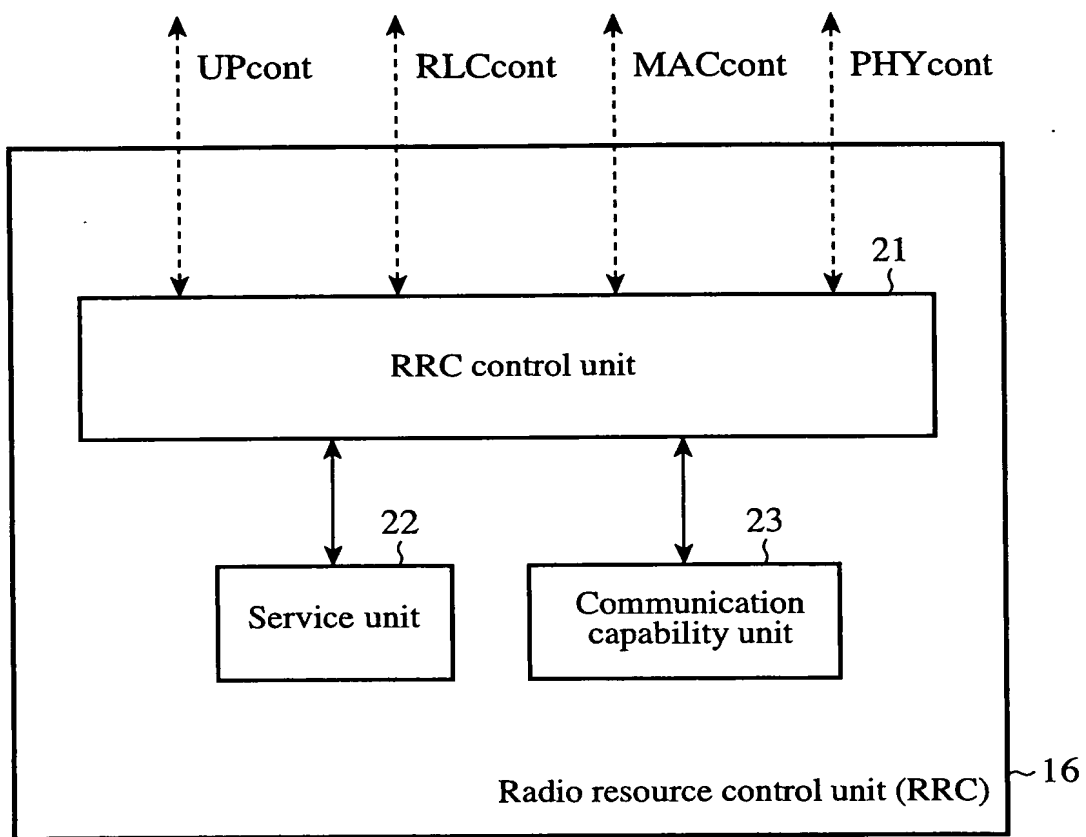 UPcont RLCcont MACcont PHYcont
21
RRC control unit
22 23
Service unit
Communication
capability unit
16
Radio resource control unit (RRC)